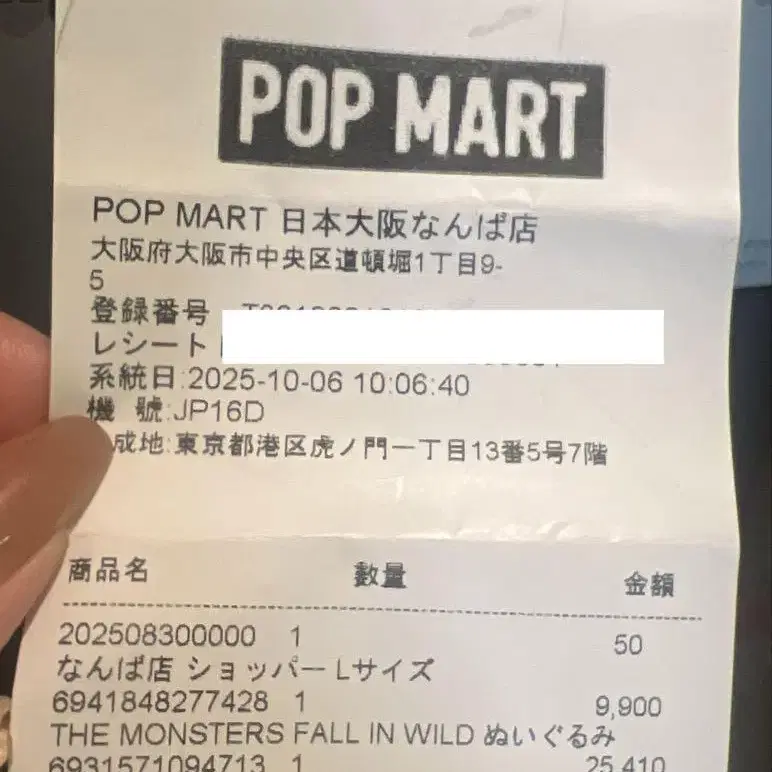 POP MART
POP MART 日本大阪なんば店
大阪府大阪市中央区道頓堀1丁目9-
5
登録番号
レシート
系統日:2025-10-06 10:06:40
機 號:JP16D
成地:東京都港区虎ノ門一丁目13番5号7階
商品名 數量 金額
202508300000 1 50
なんば店 ショッパー Lサイズ
6941848277428 1 9,900
THE MONSTERS FALL IN WILD ぬいぐるみ
6931571094713 1 25,410